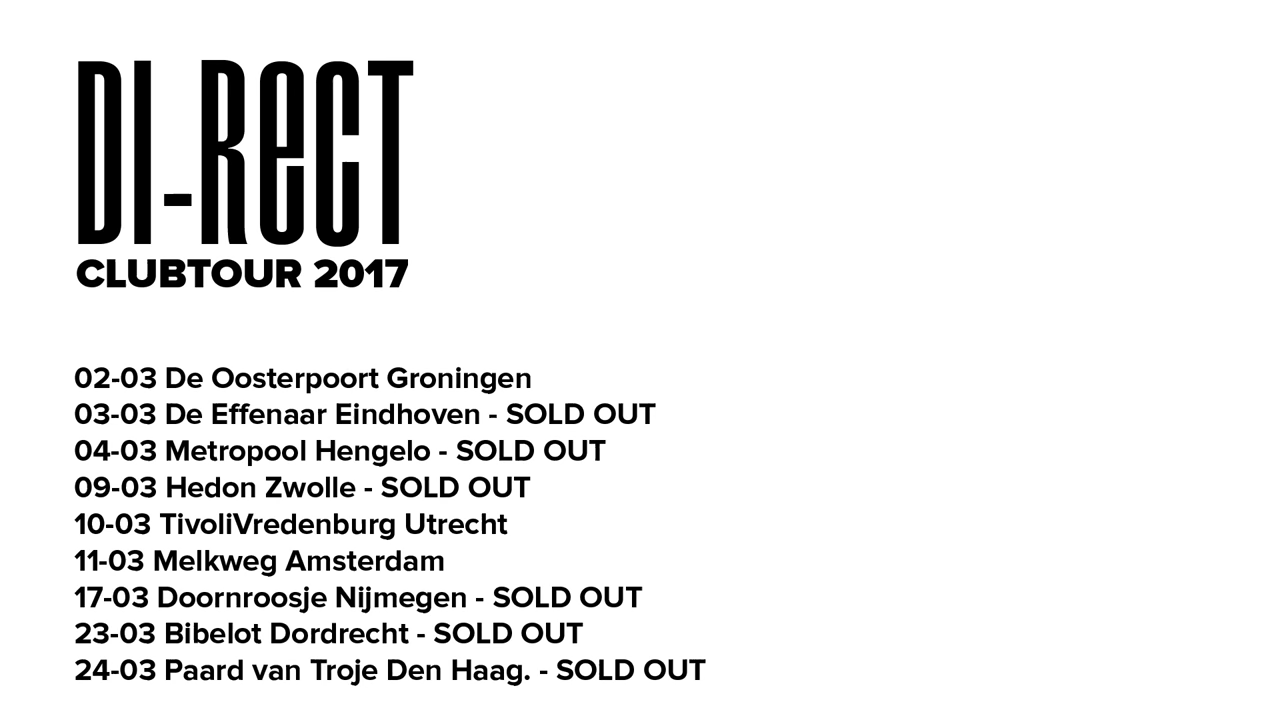 DI-ReCT
CLUBTOUR 2017
02-03 De Oosterpoort Groningen
03-03 De Effenaar Eindhoven - SOLD OUT
04-03 Metropool Hengelo - SOLD OUT
09-03 Hedon Zwolle - SOLD OUT
10-03 TivoliVredenburg Utrecht
11-03 Melkweg Amsterdam
17-03 Doornroosje Nijmegen - SOLD OUT
23-03 Bibelot Dordrecht - SOLD OUT
24-03 Paard van Troje Den Haag. - SOLD OUT